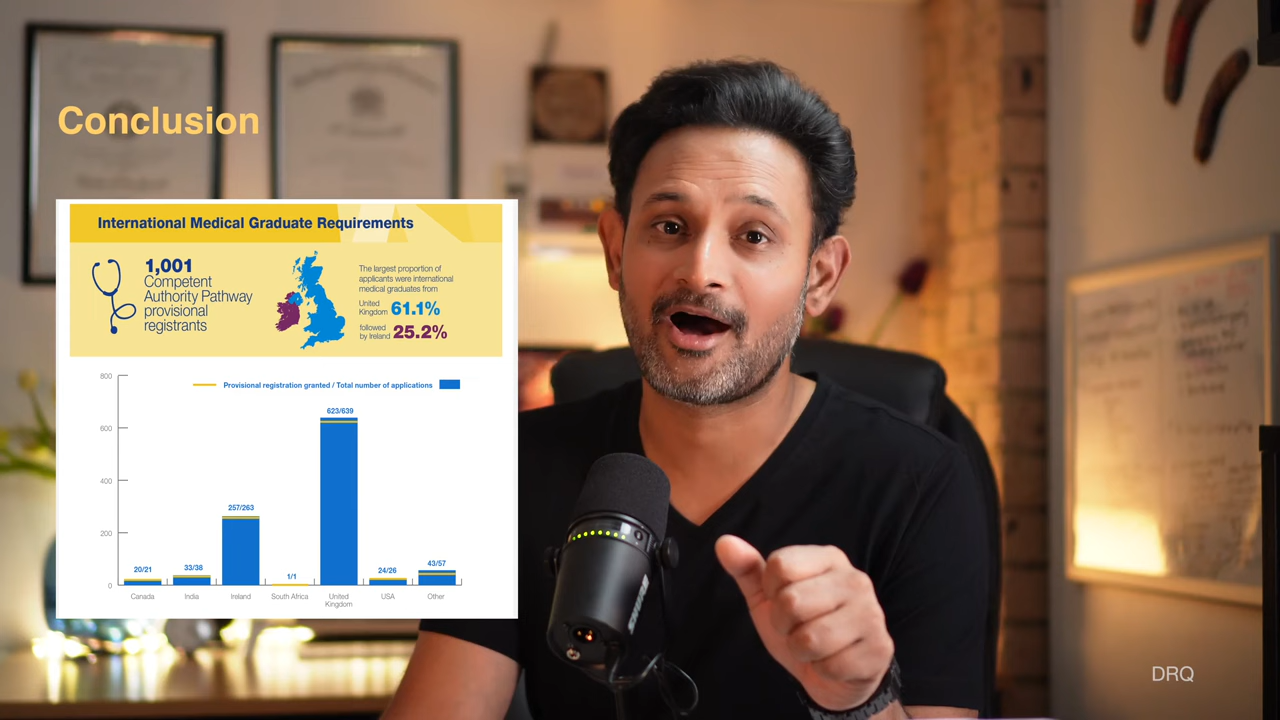 Conclusion
International Medical Graduate Requirements
1,001
Competent
Authority Pathway
provisional
registrants
The largest proportion of
applicants were international
medical graduates from
United
Kingdom 61.1%
followed
by Ireland 25.2%
800
600
400
200
0
Provisional registration granted / Total number of applications
20/21
33/38
257/263
1/1
623/639
24/26
43/57
Canada
India
Ireland
South Africa
United
Kingdom
USA
Other
DRQ